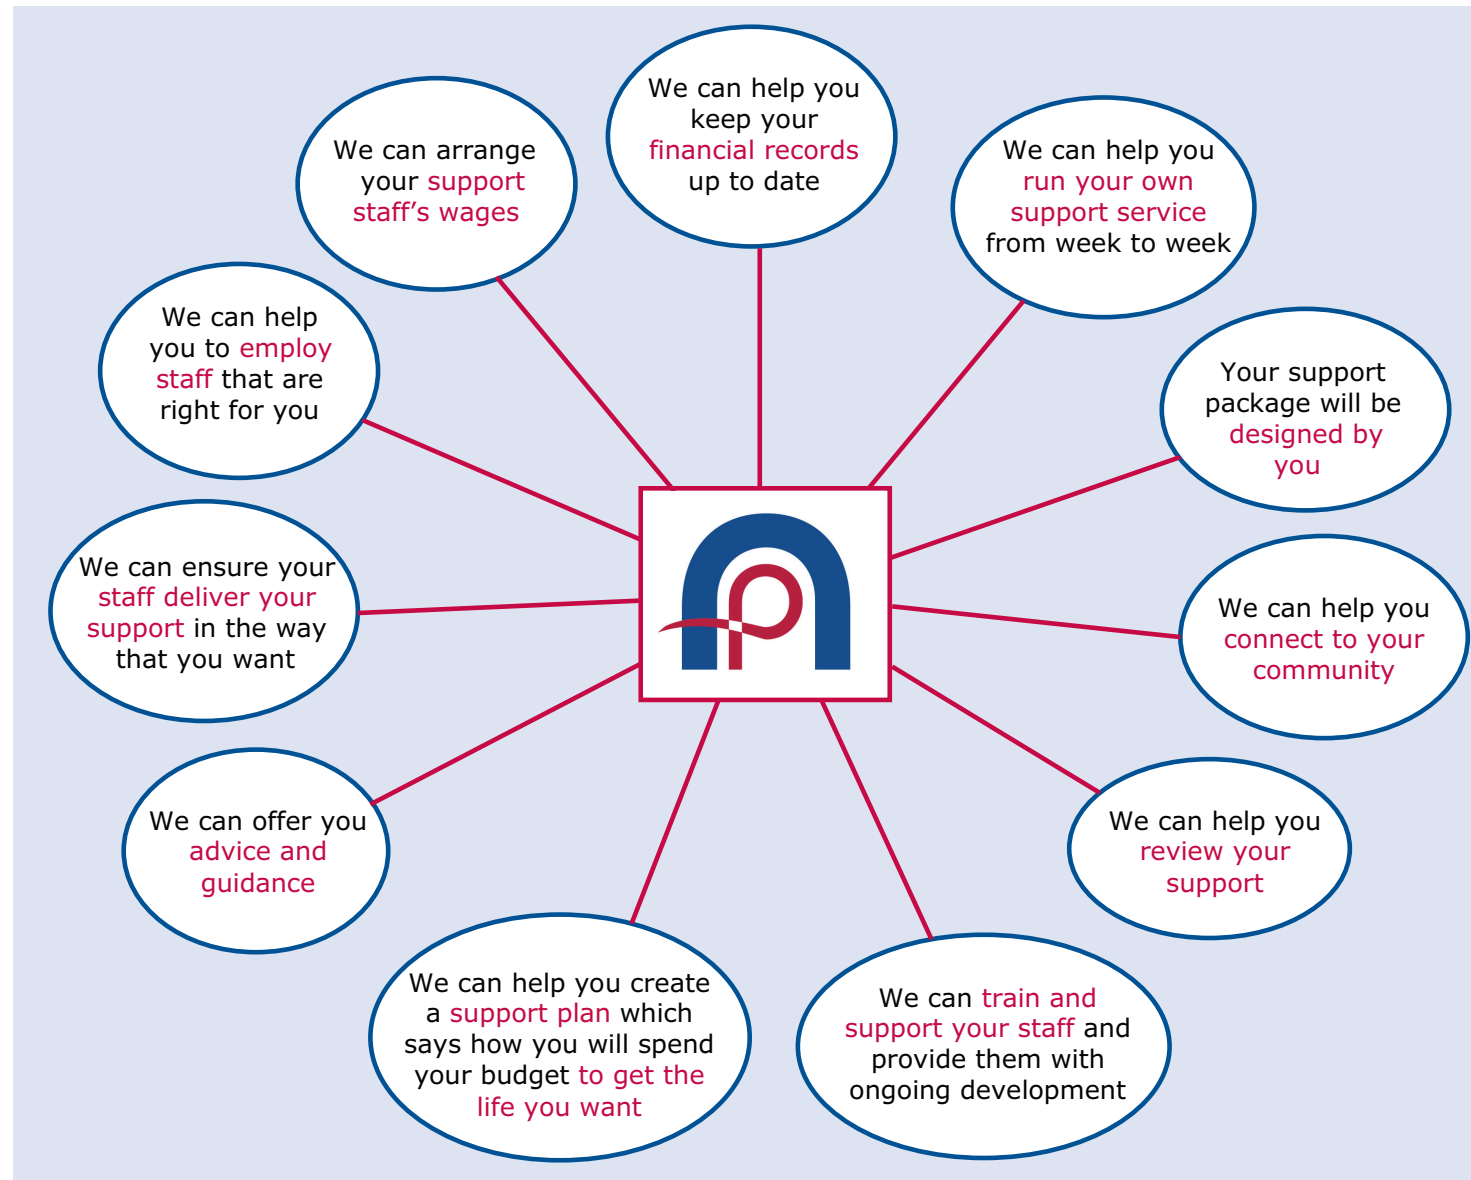 We can help you
keep your
financial records
up to date
We can help you
run your own
support service
from week to week
Your support
package will be
designed by
you
We can help you
connect to your
community
We can help you
review your
support
We can train and
support your staff and
provide them with
ongoing development
We can help you create
a support plan which
says how you will spend
your budget to get the
life you want
We can offer you
advice and
guidance
We can ensure your
staff deliver your
support in the way
that you want
We can help
you to employ
staff that are
right for you
We can arrange
your support
staff’s wages